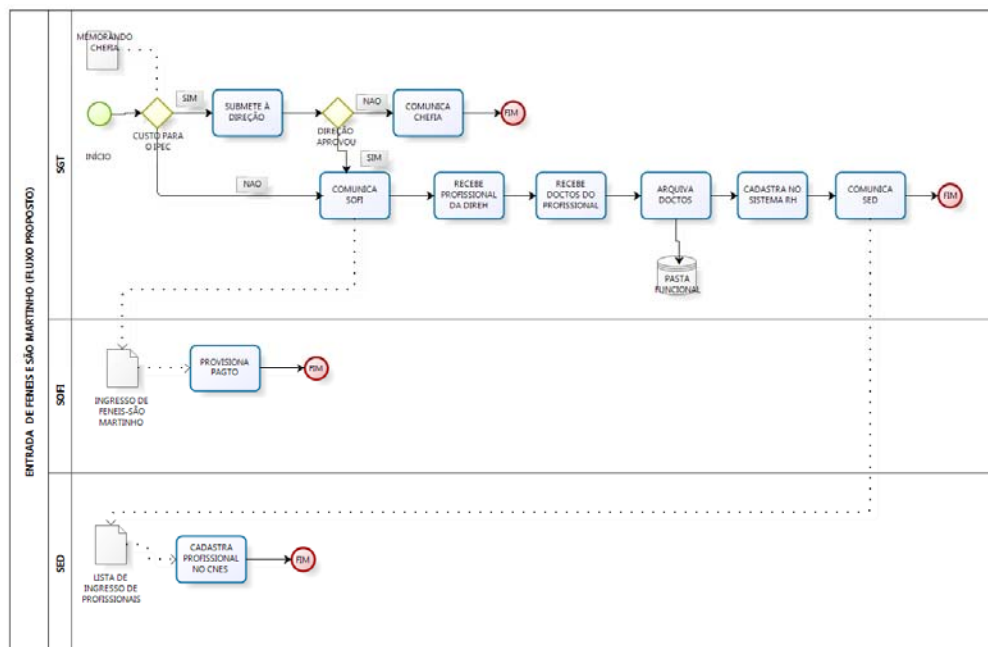 ENTRADA DE FENEIS E SÃO MARTINHO (FLUXO PROPOSTO)
SGT
MEMORANDO
CHEFIA
INÍCIO
CUSTO PARA
O IPEC
SIM
SUBMETE À
DIREÇÃO
DIREÇÃO
APROVOU
NAO
COMUNICA
CHEFIA
FIM
SIM
NAO
COMUNICA
SOFI
RECEBE
PROFISSIONAL
DA DIREH
RECEBE
DOCTOS DO
PROFISSIONAL
ARQUIVA
DOCTOS
CADASTRA NO
SISTEMA RH
COMUNICA
SED
FIM
PASTA
FUNCIONAL
SOFI
INGRESSO DE
FENEIS-SÃO
MARTINHO
PROVISIONA
PAGTO
FIM
SED
LISTA DE
INGRESSO DE
PROFISSIONAIS
CADASTRA
PROFISSIONAL
NO CNES
FIM